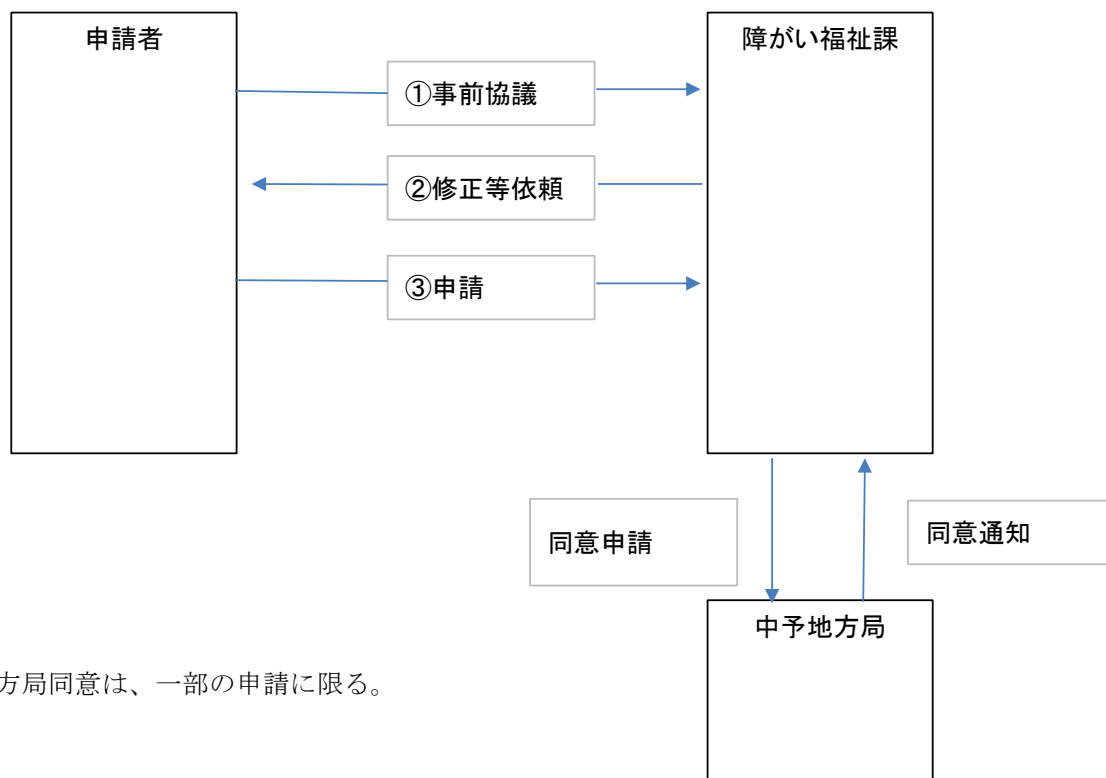 申請者
障がい福祉課
①事前協議
②修正等依頼
③申請
同意申請
同意通知
中予地方局
方局同意は、一部の申請に限る。